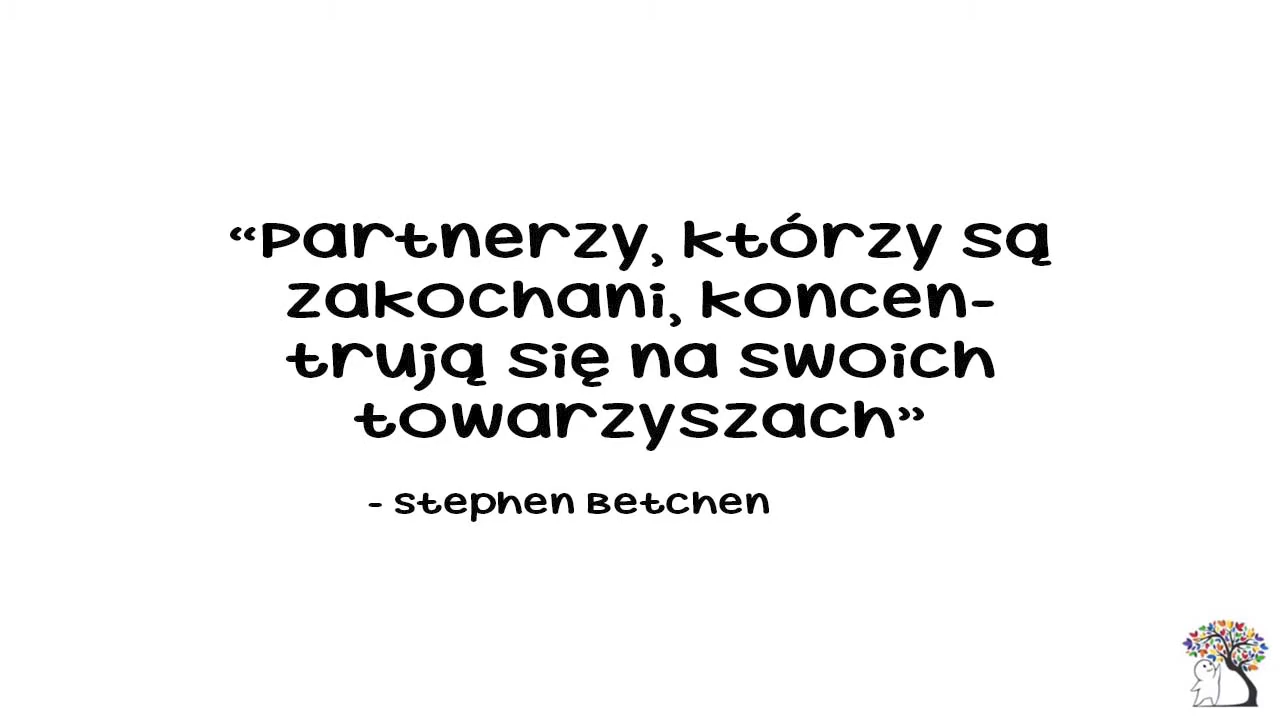 “Partnerzy, którzy są
zakochani, koncen-
trują się na swoich
towarzyszach”
- Stephen Betchen